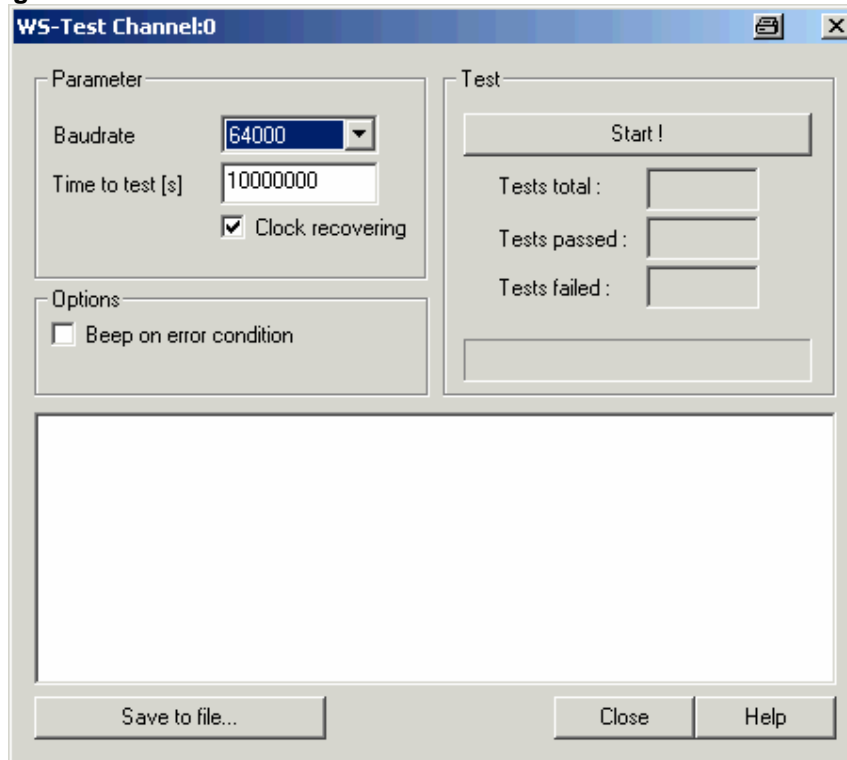 WS-Test Channel:0
Parameter
Baudrate
64000
Time to test [s]
10000000
Clock recovering
Options
Beep on error condition
Test
Start !
Tests total :
Tests passed :
Tests failed :
Save to file...
Close
Help